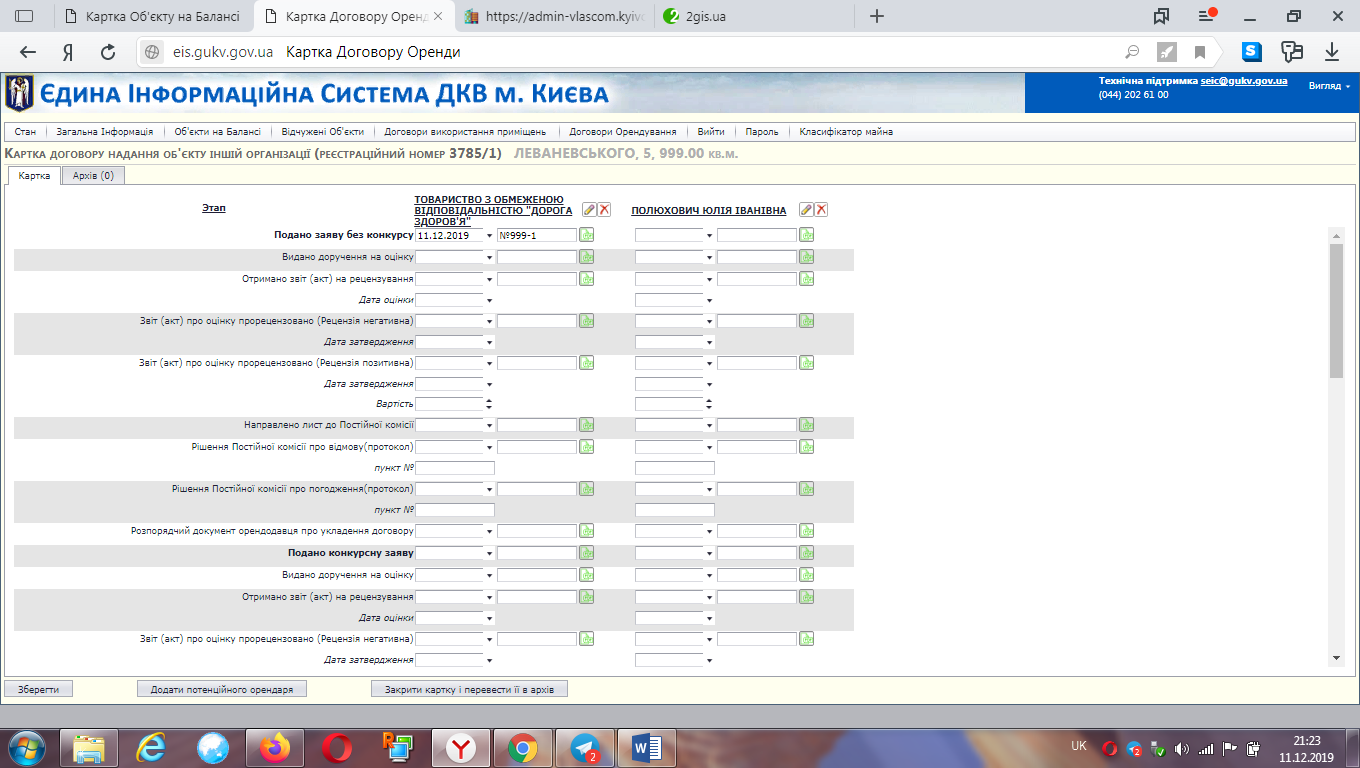 Картка Об'єкту на Балансі
Картка Договору Оренд
https://admin-vlascom.kyivc
2gis.ua
eis.gukv.gov.ua Картка Договору Оренди
Єдина Інформаційна Система ДКВ м. Києва
Технічна підтримка seic@gukv.gov.ua
(044) 202 61 00
Вигляд
Стан Загальна Інформація Об'єкти на Балансі Відчужені Об'єкти Договори використання приміщень Договори Орендування Вийти Пароль Класифікатор майна
Картка договору надання об'єкту іншій організації (реєстраційний номер 3785/1) ЛЕВАНЕВСЬКОГО, 5, 999.00 кв.м.
Картка Архів (0)
Этап
ТОВАРИСТВО З ОБМЕЖЕНОЮ
ВІДПОВІДАЛЬНІСТЮ "ДОРОГА
ЗДОРОВ'Я"
ПОЛЮХОВИЧ ЮЛІЯ ІВАНІВНА
Подано заяву без конкурсу 11.12.2019 №999-1
Видано доручення на оцінку
Отримано звіт (акт) на рецензування
Дата оцінки
Звіт (акт) про оцінку прорецензовано (Рецензія негативна)
Дата затвердження
Звіт (акт) про оцінку прорецензовано (Рецензія позитивна)
Дата затвердження
Вартість
Направлено лист до Постійної комісії
Рішення Постійної комісії про відмову(протокол)
пункт №
Рішення Постійної комісії про погодження(протокол)
пункт №
Розпорядчий документ орендодавця про укладення договору
Подано конкурсну заяву
Видано доручення на оцінку
Отримано звіт (акт) на рецензування
Дата оцінки
Звіт (акт) про оцінку прорецензовано (Рецензія негативна)
Дата затвердження
Зберегти Додати потенційного орендаря Закрити картку і перевести її в архів
UK
21:23
11.12.2019